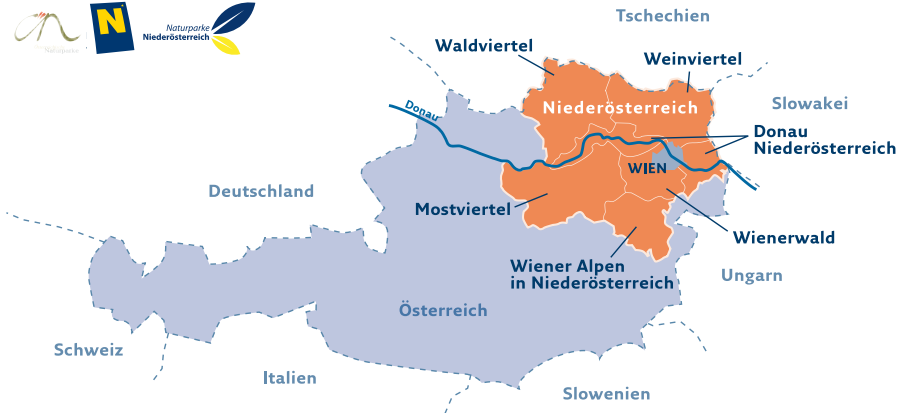 Naturparke
N
Naturparke
Niederösterreich
Tschechien
Waldviertel
Weinviertel
Niederösterreich
Slowakei
Donau
Donau
Niederösterreich
WIEN
Deutschland
Mostviertel
Wienerwald
Wiener Alpen
in Niederösterreich
Ungarn
Österreich
Schweiz
Italien
Slowenien